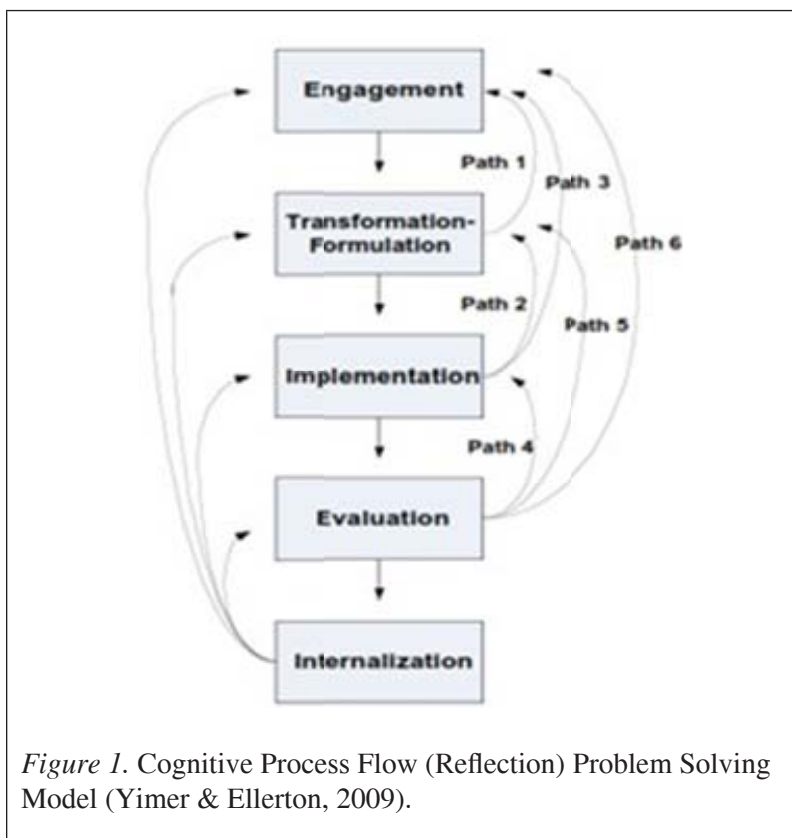 Engagement
Path 1
Path 3
Transformation-
Formulation
Path 6
Path 2
Path 5
Implementation
Path 4
Evaluation
Internalization
Figure 1. Cognitive Process Flow (Reflection) Problem Solving
Model (Yimer & Ellerton, 2009).